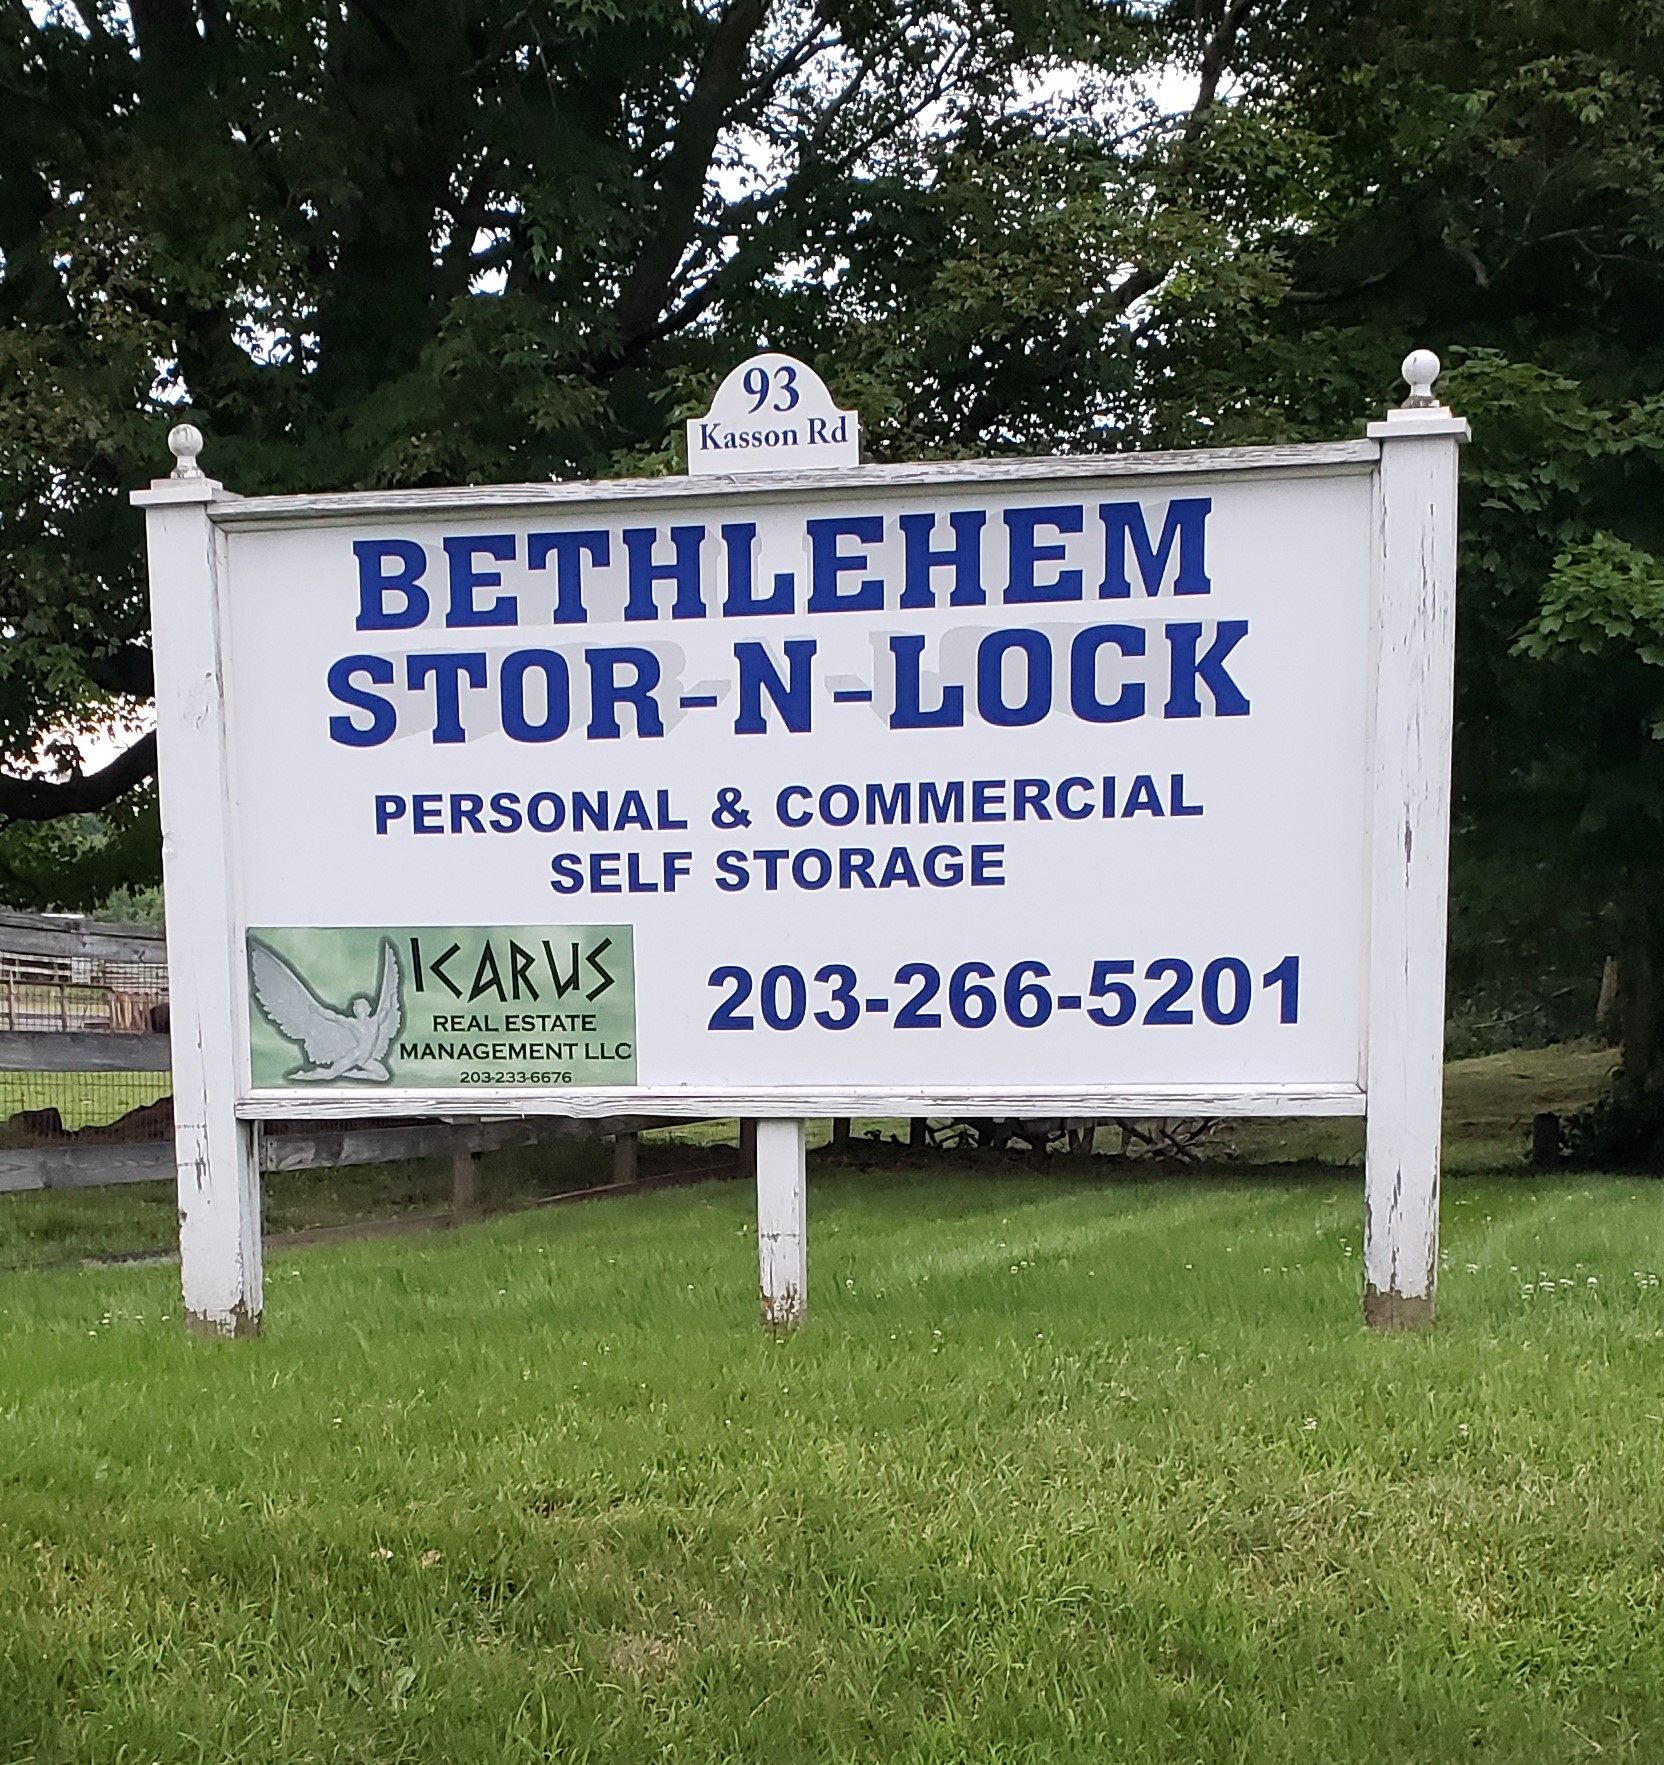 93
Kasson Rd
BETHLEHEM
STOR-N-LOCK
PERSONAL & COMMERCIAL
SELF STORAGE
ICARUS
REAL ESTATE
MANAGEMENT LLC
203-233-6676
203-266-5201